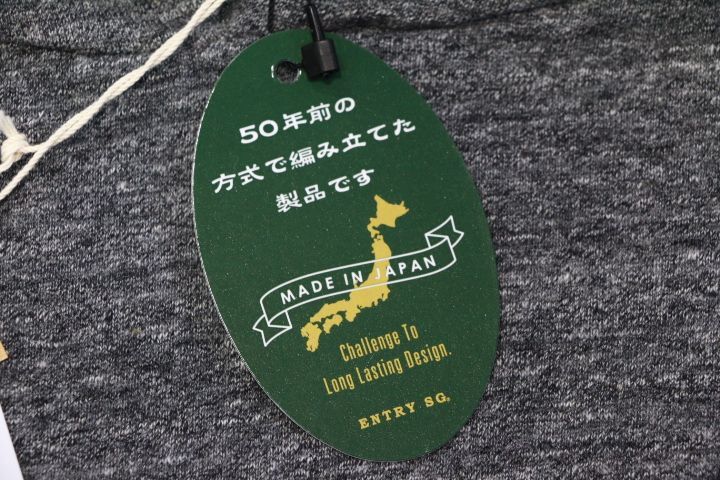 50年前の
方式で編み立てた
製品です
MADE IN JAPAN
Challenge To
Long Lasting Design.
ENTRY SG®